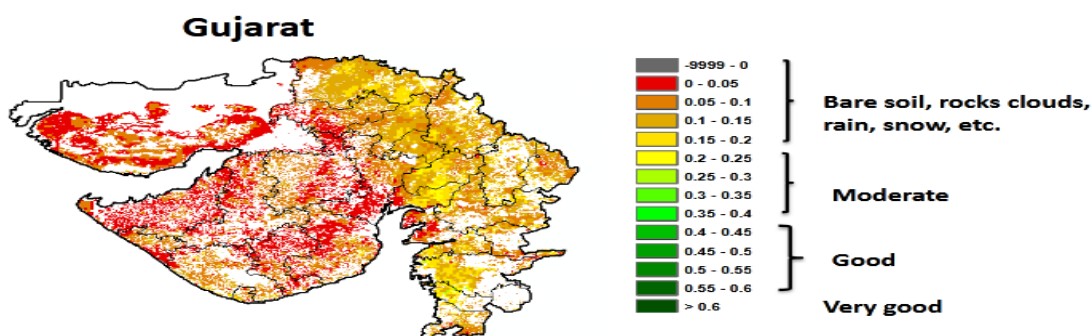 Gujarat
-9999 - 0
0 - 0.05
0.05 - 0.1
0.1 - 0.15
0.15 - 0.2
0.2 - 0.25
0.25 - 0.3
0.3 - 0.35
0.35 - 0.4
0.4 - 0.45
0.45 - 0.5
0.5 - 0.55
0.55 - 0.6
> 0.6
Bare soil, rocks clouds,
rain, snow, etc.
Moderate
Good
Very good